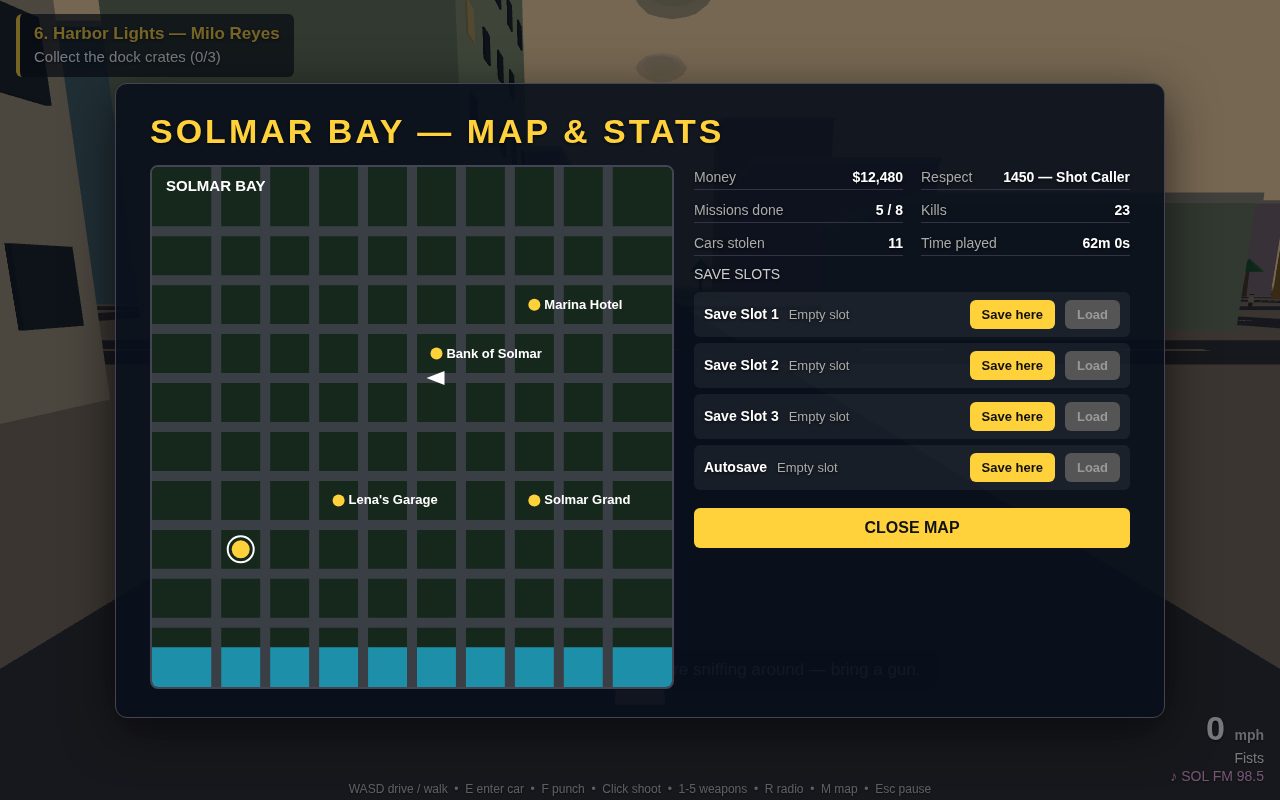 6. Harbor Lights — Milo Reyes
Collect the dock crates (0/3)
SOLMAR BAY — MAP & STATS
SOLMAR BAY
Marina Hotel
Bank of Solmar
Lena's Garage
Solmar Grand
Money $12,480
Respect 1450 — Shot Caller
Missions done 5 / 8
Kills 23
Cars stolen 11
Time played 62m 0s
SAVE SLOTS
Save Slot 1 Empty slot Save here Load
Save Slot 2 Empty slot Save here Load
Save Slot 3 Empty slot Save here Load
Autosave Empty slot Save here Load
CLOSE MAP
sniffing around — bring a gun.
0 mph
Fists
♪ SOL FM 98.5
WASD drive / walk • E enter car • F punch • Click shoot • 1-5 weapons • R radio • M map • Esc pause